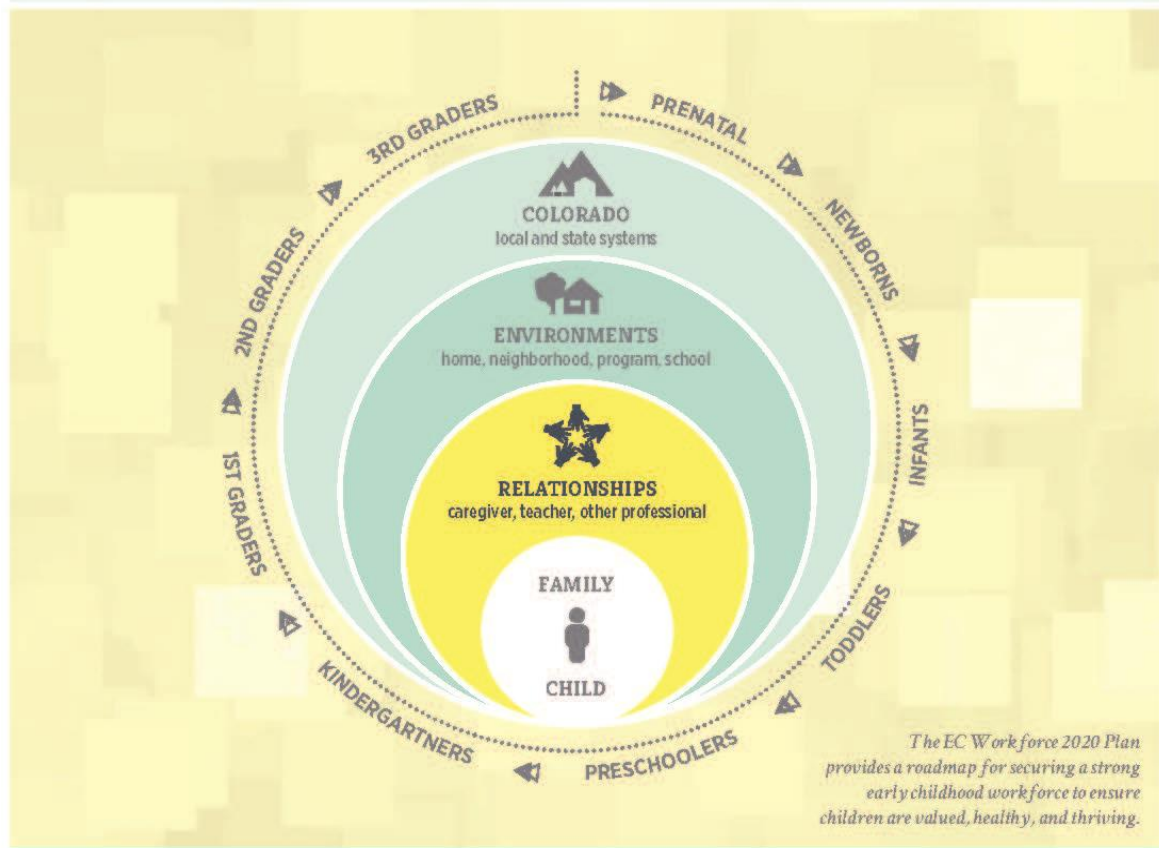 PRENATAL
NEWBORNS
INFANTS
TODDLERS
PRESCHOOLERS
KINDERGARTNERS
1ST GRADERS
2ND GRADERS
3RD GRADERS
COLORADO
local and state systems
ENVIRONMENTS
home, neighborhood, program, school
RELATIONSHIPS
caregiver, teacher, other professional
FAMILY
CHILD
The EC Workforce 2020 Plan
provides a roadmap for securing a strong
early childhood workforce to ensure
children are valued, healthy, and thriving.